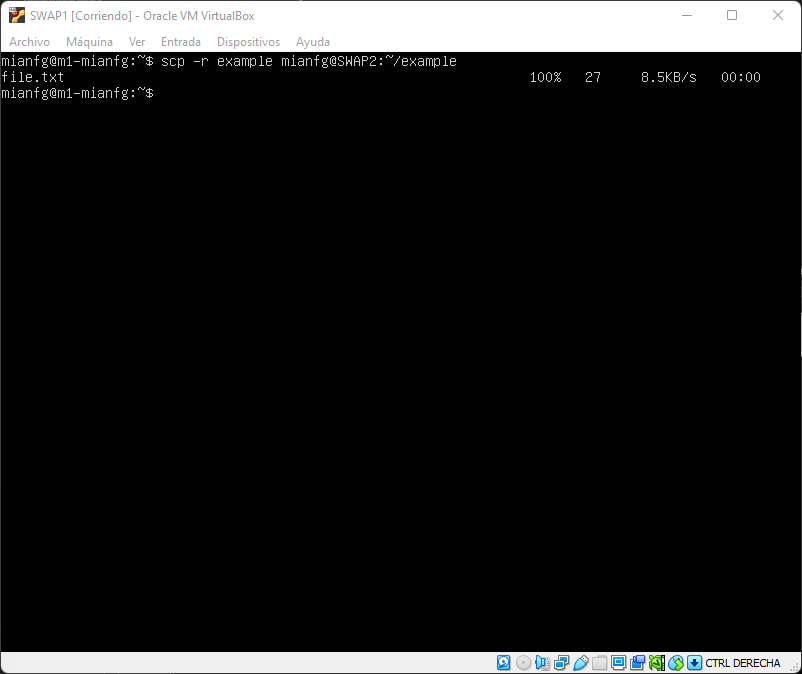 SWAP1 [Corriendo] - Oracle VM VirtualBox
Archivo Máquina Ver Entrada Dispositivos Ayuda
mianfg@m1-mianfg:~$ scp -r example mianfg@SWAP2:~/example
file.txt 100% 27 8.5KB/s 00:00
mianfg@m1-mianfg:~$
CTRL DERECHA